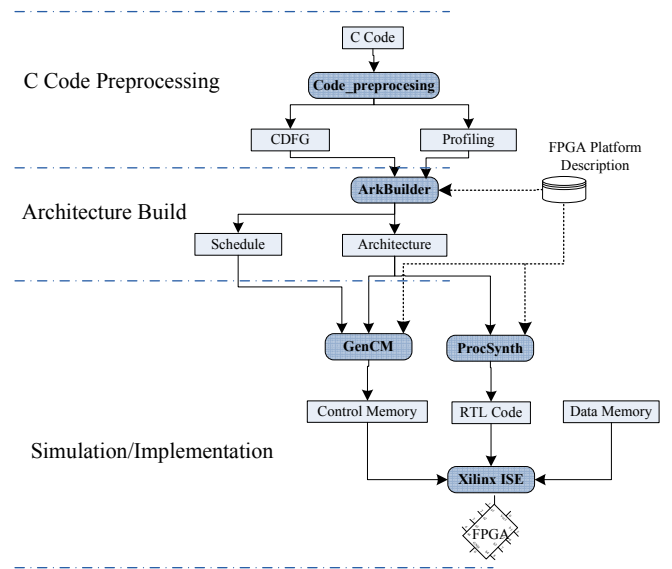 C Code
C Code Preprocessing
Code_preprocesing
CDFG
Profiling
FPGA Platform
Description
ArkBuilder
Architecture Build
Schedule
Architecture
GenCM
ProcSynth
Control Memory
RTL Code
Data Memory
Simulation/Implementation
Xilinx ISE
FPGA